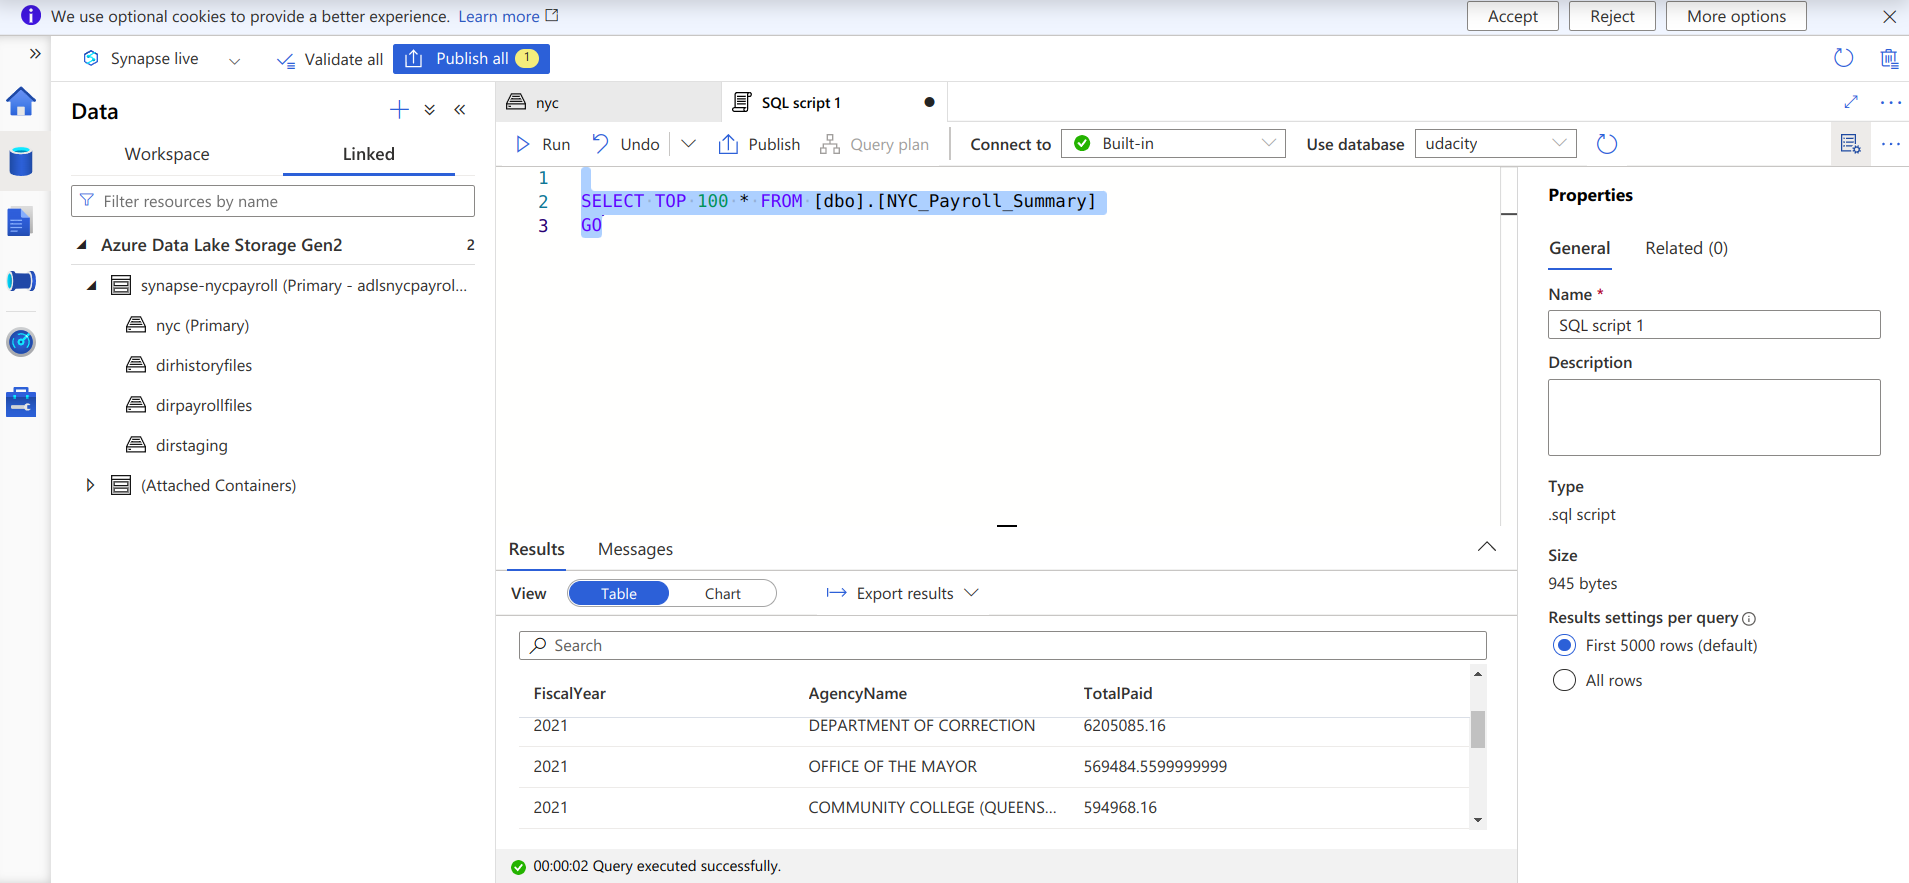 We use optional cookies to provide a better experience. Learn more
Accept
Reject
More options
Synapse live
Validate all
Publish all 1
Data
Workspace
Linked
Filter resources by name
Azure Data Lake Storage Gen2 2
synapse-nycpayroll (Primary - adlsnycpayrol...
nyc (Primary)
dirhistoryfiles
dirpayrollfiles
dirstaging
(Attached Containers)
nyc
SQL script 1
Run
Undo
Publish
Query plan
Connect to
Built-in
Use database
udacity
1
2 SELECT TOP 100 * FROM [dbo].[NYC_Payroll_Summary]
3 GO
Results
Messages
View
Table
Chart
Export results
Search
FiscalYear AgencyName TotalPaid
2021 DEPARTMENT OF CORRECTION 6205085.16
2021 OFFICE OF THE MAYOR 569484.5599999999
2021 COMMUNITY COLLEGE (QUEENS... 594968.16
00:00:02 Query executed successfully.
Properties
General
Related (0)
Name *
SQL script 1
Description
Type
.sql script
Size
945 bytes
Results settings per query
First 5000 rows (default)
All rows